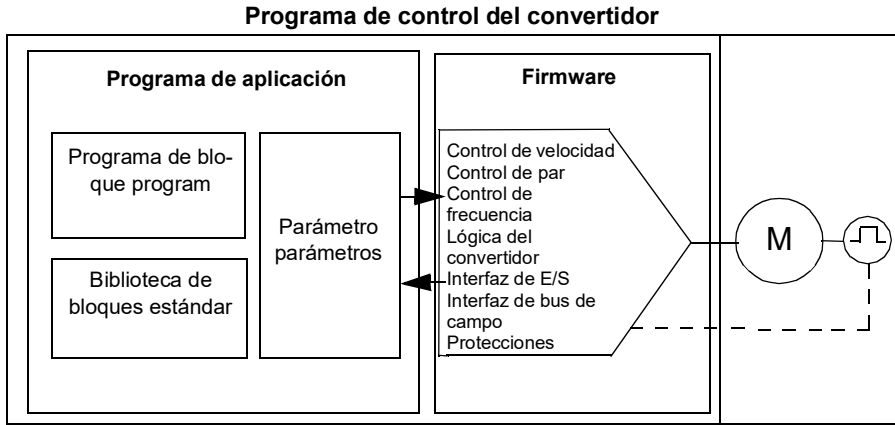 Programa de control del convertidor
Programa de aplicación
Firmware
Programa de blo-
que program
Biblioteca de
bloques estándar
Parámetro
parámetros
Control de velocidad
Control de par
Control de
frecuencia
Lógica del
convertidor
Interfaz de E/S
Interfaz de bus de
campo
Protecciones
M